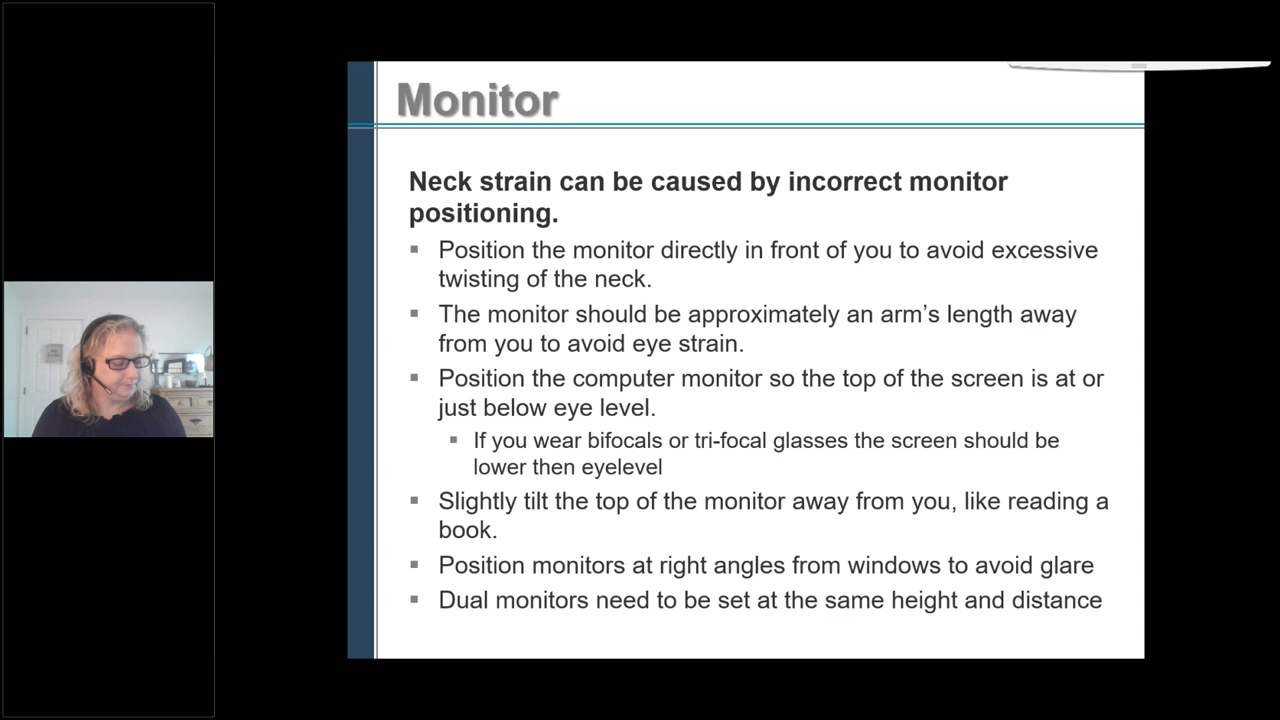 Monitor
Neck strain can be caused by incorrect monitor
positioning.
Position the monitor directly in front of you to avoid excessive
twisting of the neck.
The monitor should be approximately an arm’s length away
from you to avoid eye strain.
Position the computer monitor so the top of the screen is at or
just below eye level.
If you wear bifocals or tri-focal glasses the screen should be
lower then eyelevel
Slightly tilt the top of the monitor away from you, like reading a
book.
Position monitors at right angles from windows to avoid glare
Dual monitors need to be set at the same height and distance